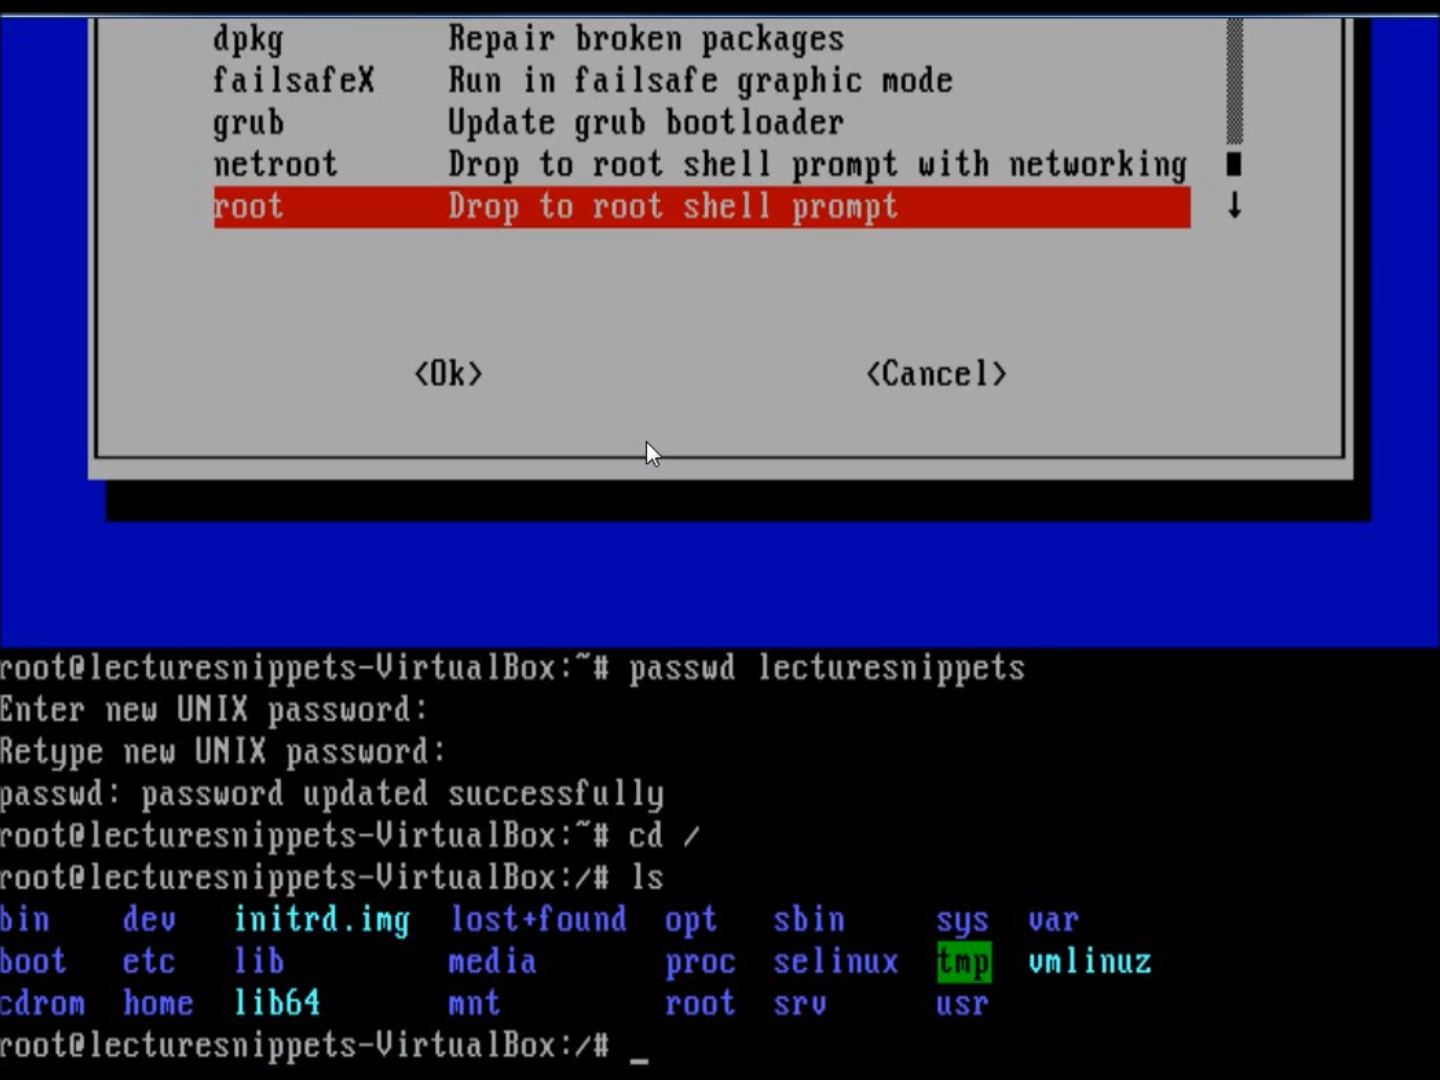 dpkg Repair broken packages
failsafeX Run in failsafe graphic mode
grub Update grub bootloader
netroot Drop to root shell prompt with networking
root Drop to root shell prompt
<Ok> <Cancel>
root@lecturesnippets-VirtualBox:~# passwd lecturesnippets
Enter new UNIX password:
Retype new UNIX password:
passwd: password updated successfully
root@lecturesnippets-VirtualBox:~# cd /
root@lecturesnippets-VirtualBox:/# ls
bin dev initrd.img lost+found opt sbin sys var
boot etc lib media proc selinux tmp vmlinuz
cdrom home lib64 mnt root srv usr
root@lecturesnippets-VirtualBox:/# _